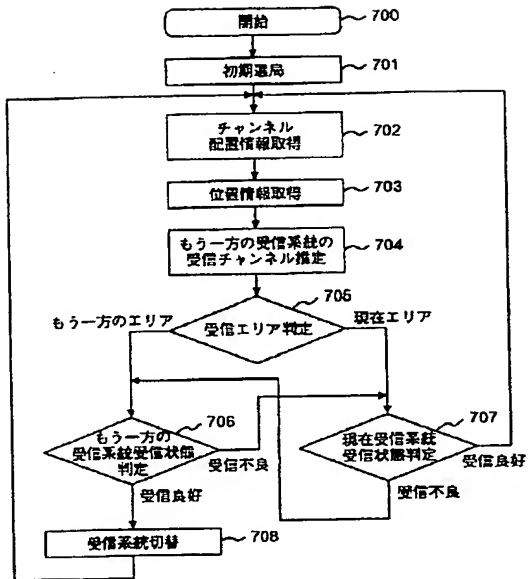 開始
700
初期選局
701
チャンネル
配置情報取得
702
位置情報取得
703
もう一方の受信系統の
受信チャンネル推定
704
受信エリア判定
705
もう一方のエリア
現在エリア
もう一方の
受信系統受信状態
判定
706
受信不良
受信良好
現在受信系統
受信状態判定
707
受信良好
受信不良
受信系統切替
708